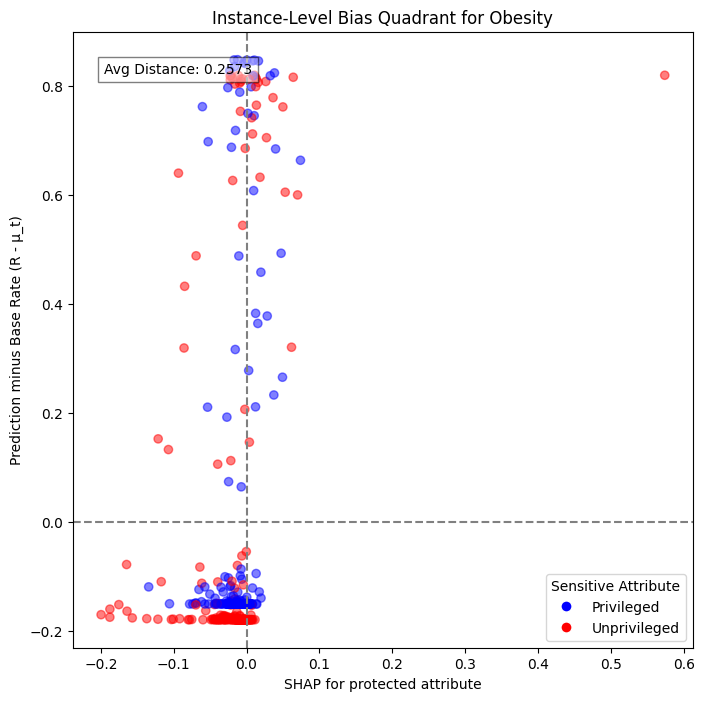 Instance-Level Bias Quadrant for Obesity
Avg Distance: 0.2573
Prediction minus Base Rate (R - μ_t)
0.8
0.6
0.4
0.2
0.0
−0.2
−0.2
−0.1
0.0
0.1
0.2
0.3
0.4
0.5
0.6
SHAP for protected attribute
Sensitive Attribute
Privileged
Unprivileged